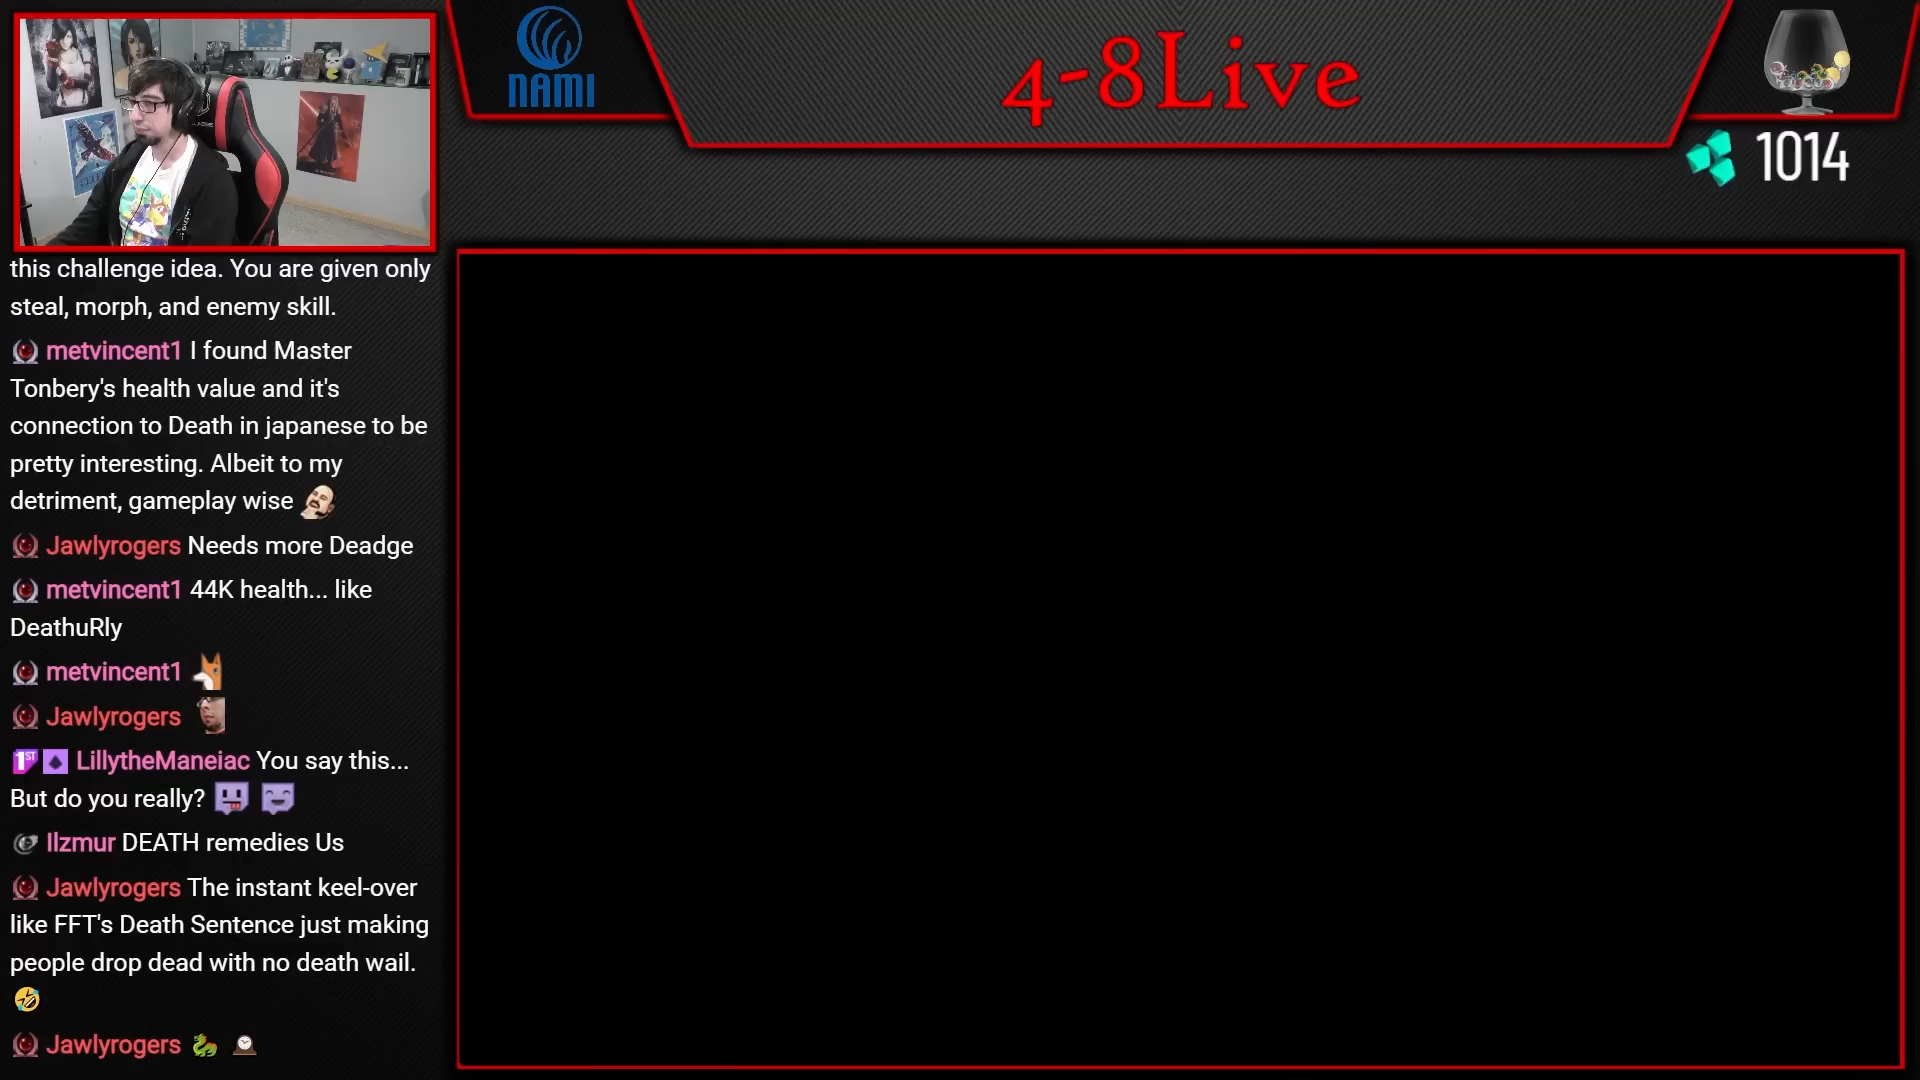 NAMI
4-8Live
1014
this challenge idea. You are given only
steal, morph, and enemy skill.
metvincent1 I found Master
Tonbery's health value and it's
connection to Death in japanese to be
pretty interesting. Albeit to my
detriment, gameplay wise
Jawlyrogers Needs more Deadge
metvincent1 44K health... like
DeathuRly
metvincent1
Jawlyrogers
1ST LillytheManeiac You say this...
But do you really?
Ilzmur DEATH remedies Us
Jawlyrogers The instant keel-over
like FFT's Death Sentence just making
people drop dead with no death wail.
🤣
Jawlyrogers 🐉 🕰